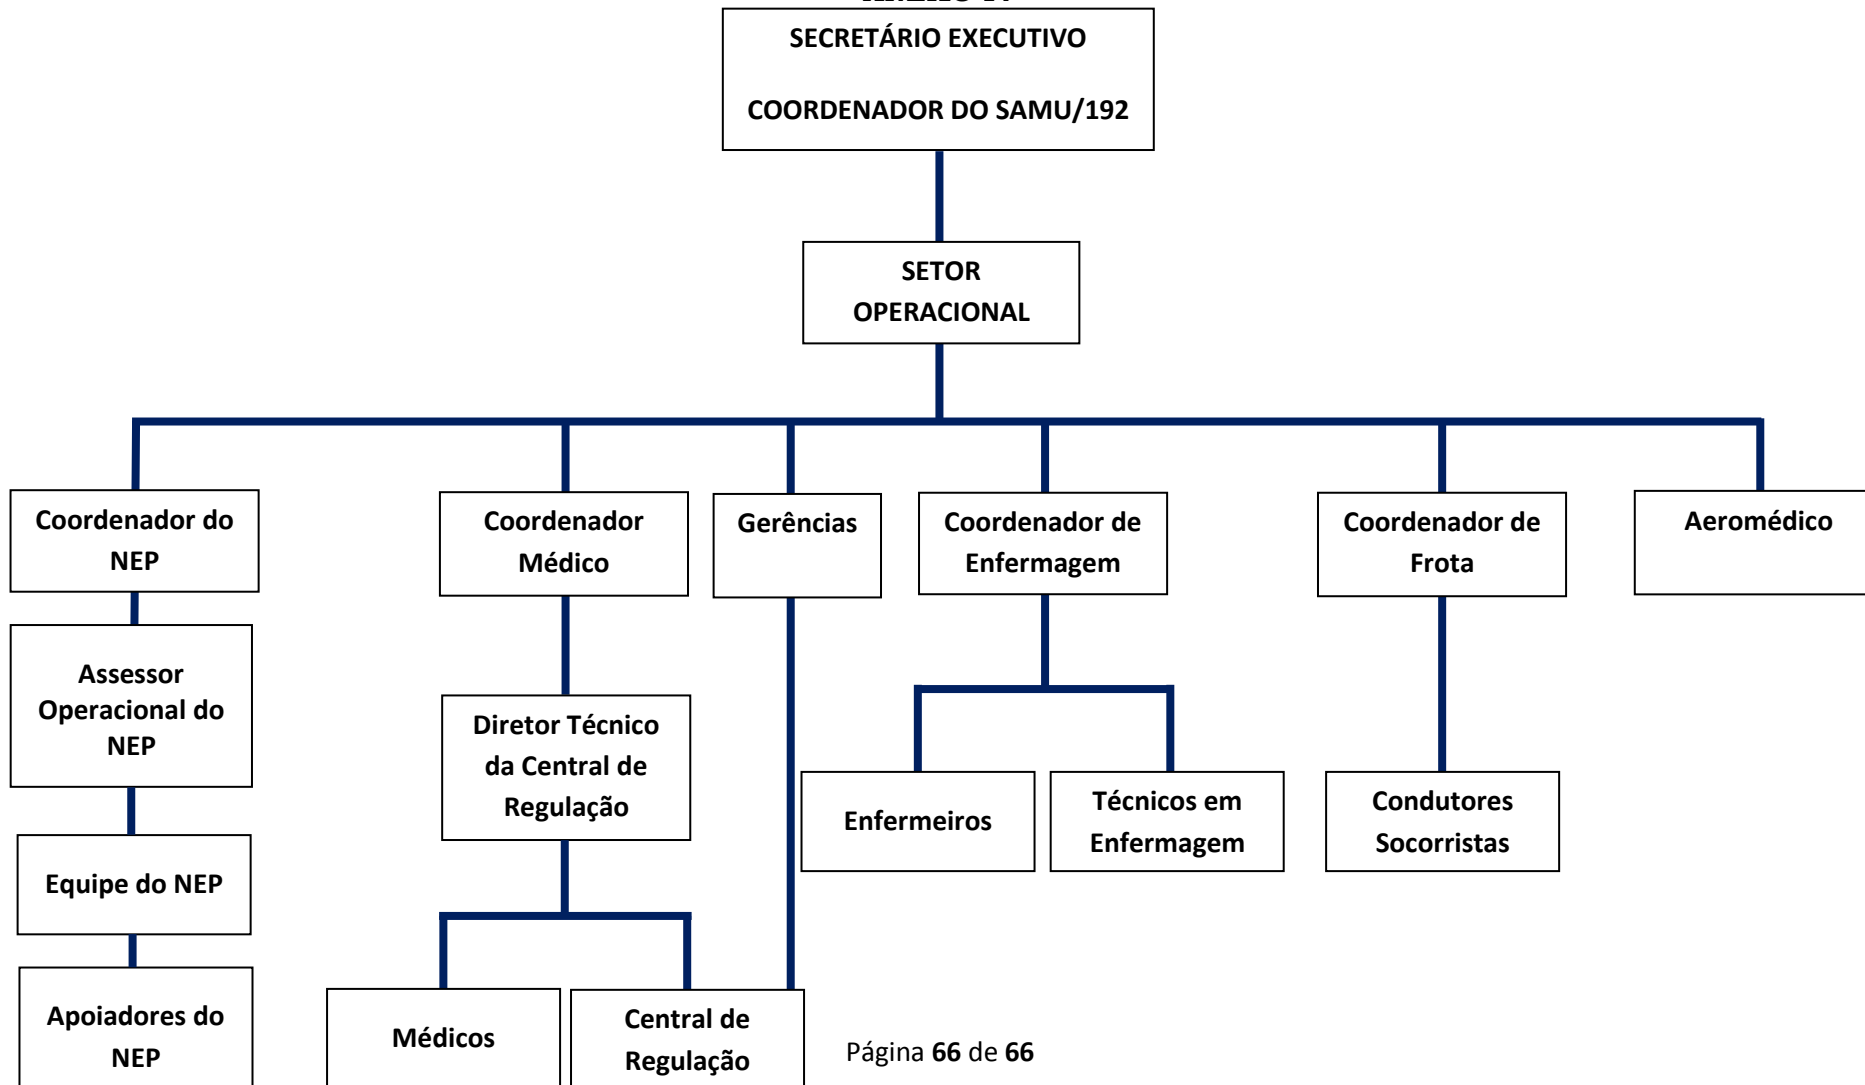 SECRETÁRIO EXECUTIVO
COORDENADOR DO SAMU/192
SETOR
OPERACIONAL
Coordenador do
NEP
Coordenador
Médico
Gerências
Coordenador de
Enfermagem
Coordenador de
Frota
Aeromédico
Assessor
Operacional do
NEP
Diretor Técnico
da Central de
Regulação
Enfermeiros
Técnicos em
Enfermagem
Condutores
Socorristas
Equipe do NEP
Apoiadores do
NEP
Médicos
Central de
Regulação
Página 66 de 66